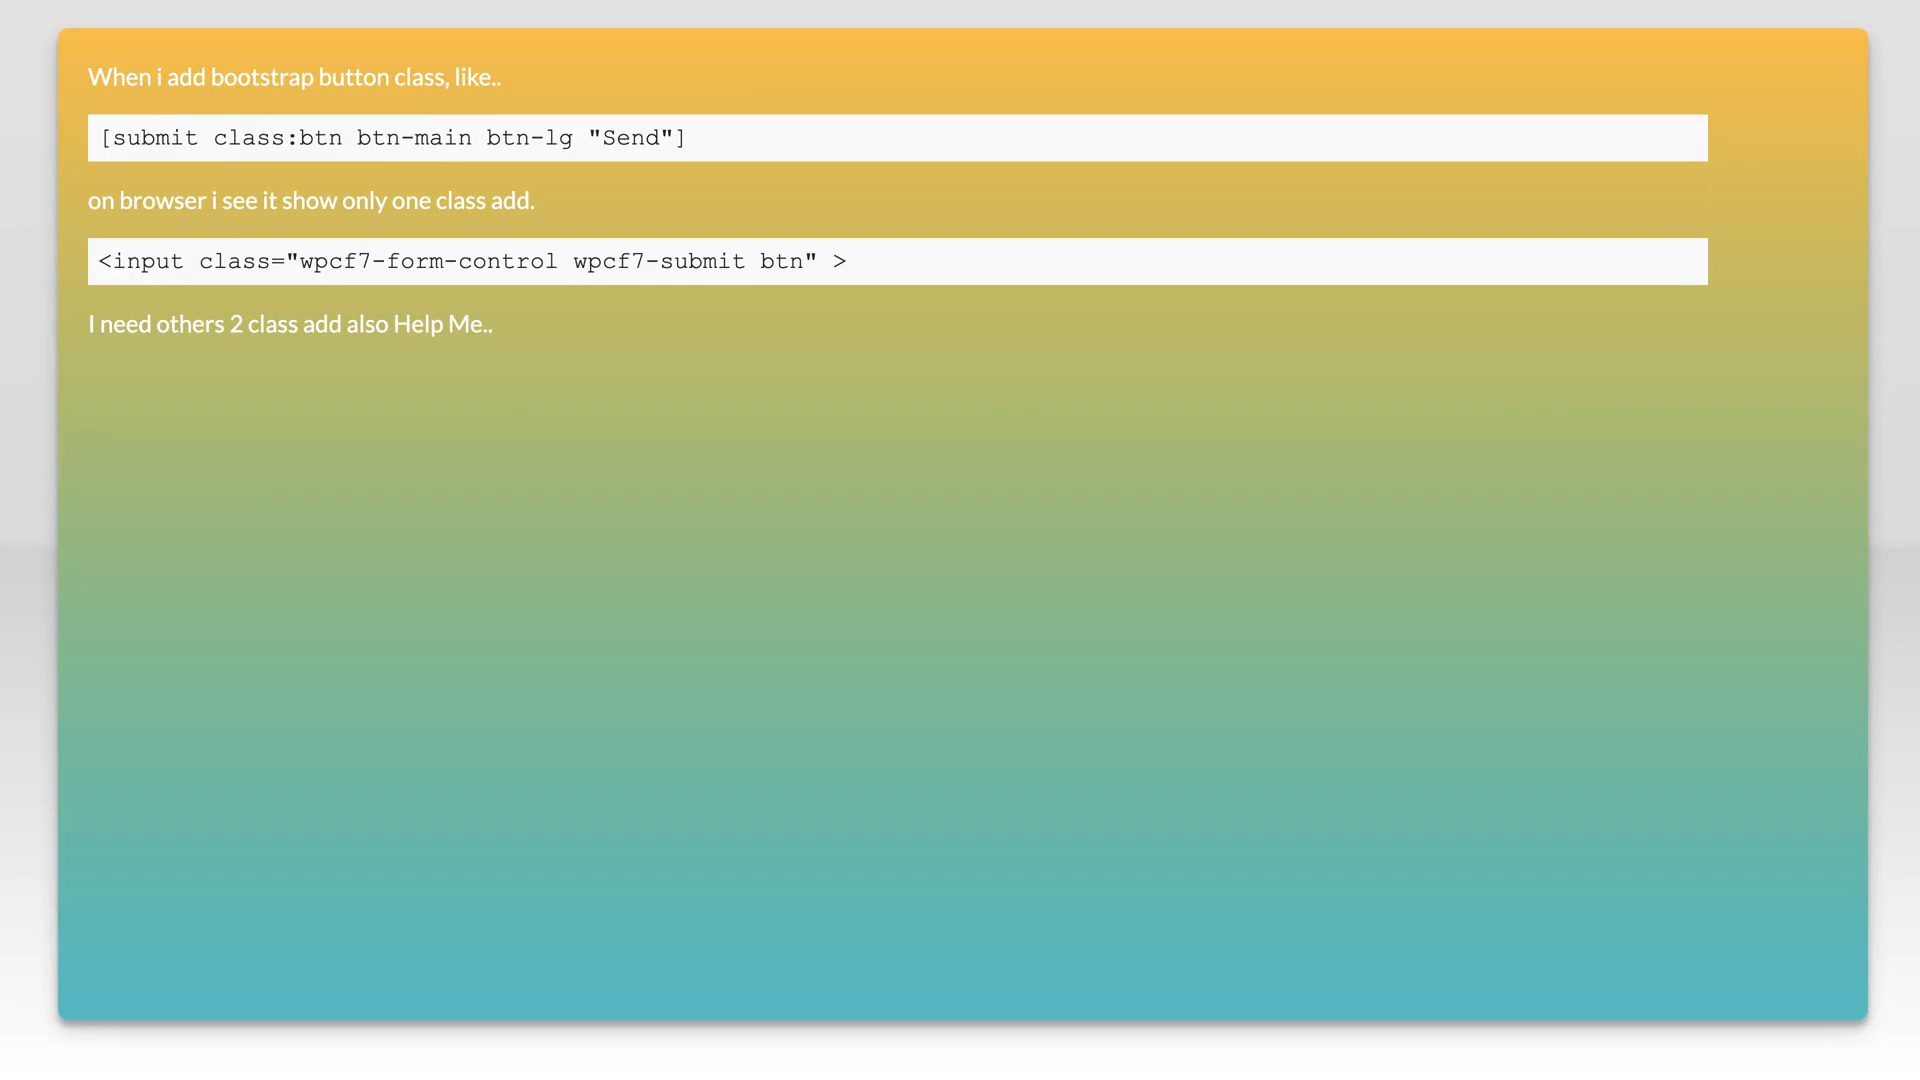 When i add bootstrap button class, like..
[submit class:btn btn-main btn-lg "Send"]
on browser i see it show only one class add.
<input class="wpcf7-form-control wpcf7-submit btn" >
I need others 2 class add also Help Me..